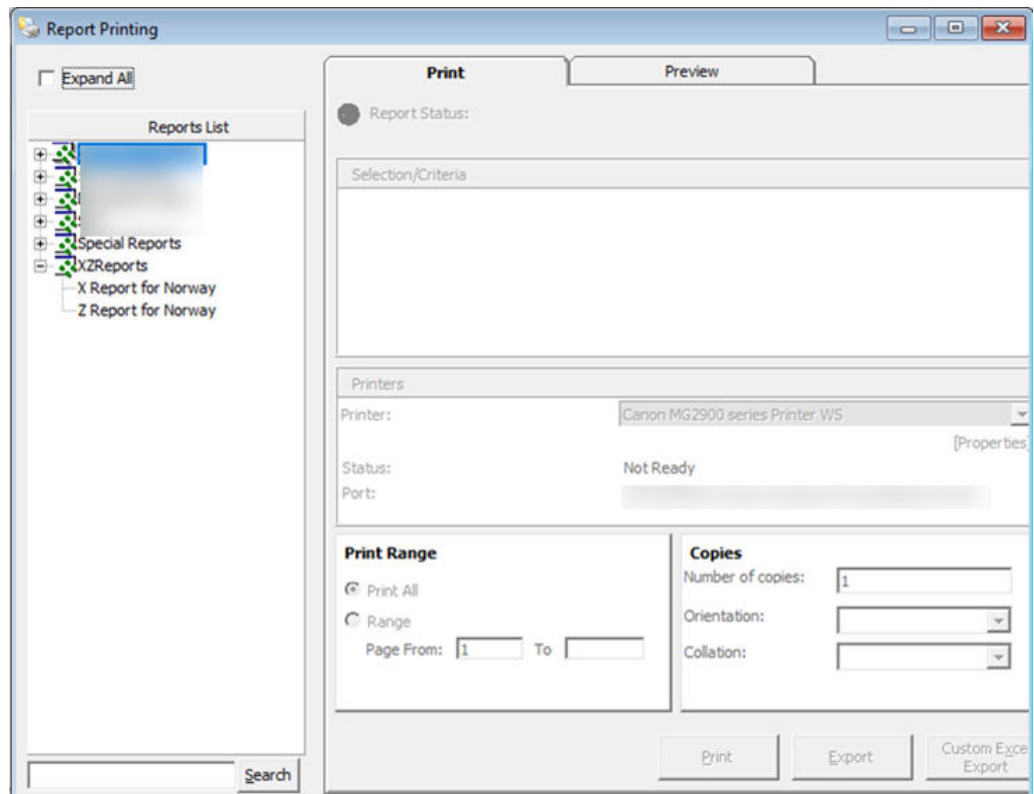 Report Printing
Expand All
Reports List
Special Reports
XZReports
X Report for Norway
Z Report for Norway
Search
Print
Preview
Report Status:
Selection/Criteria
Printers
Printer:
Canon MG2900 series Printer WS
[Properties]
Status:
Not Ready
Port:
Print Range
Print All
Range
Page From: 1 To
Copies
Number of copies: 1
Orientation:
Collation:
Print
Export
Custom Exce
Export